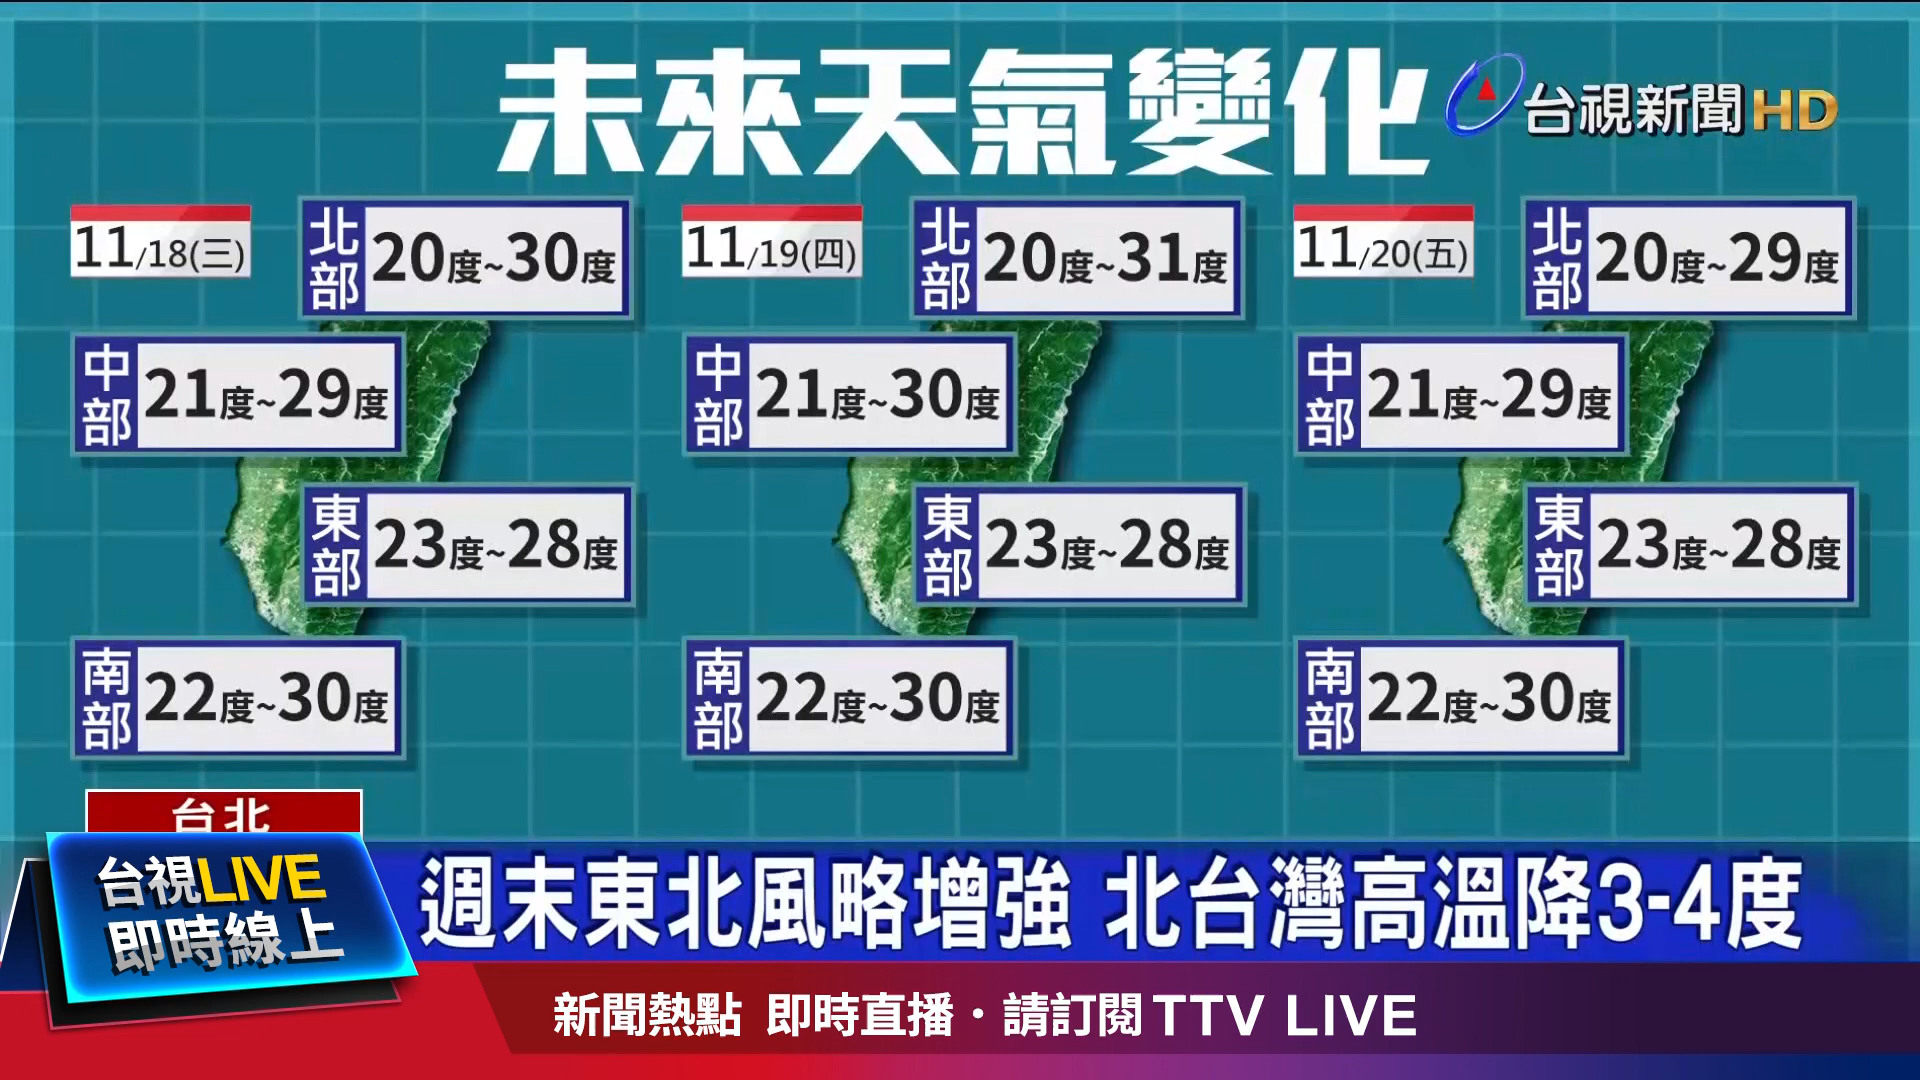 未來天氣變化
台視新聞HD
11/18(三)
北部 20度~30度
中部 21度~29度
東部 23度~28度
南部 22度~30度
11/19(四)
北部 20度~31度
中部 21度~30度
東部 23度~28度
南部 22度~30度
11/20(五)
北部 20度~29度
中部 21度~29度
東部 23度~28度
南部 22度~30度
台北
台視LIVE
即時線上
週末東北風略增強 北台灣高溫降3-4度
新聞熱點 即時直播・請訂閱TTV LIVE